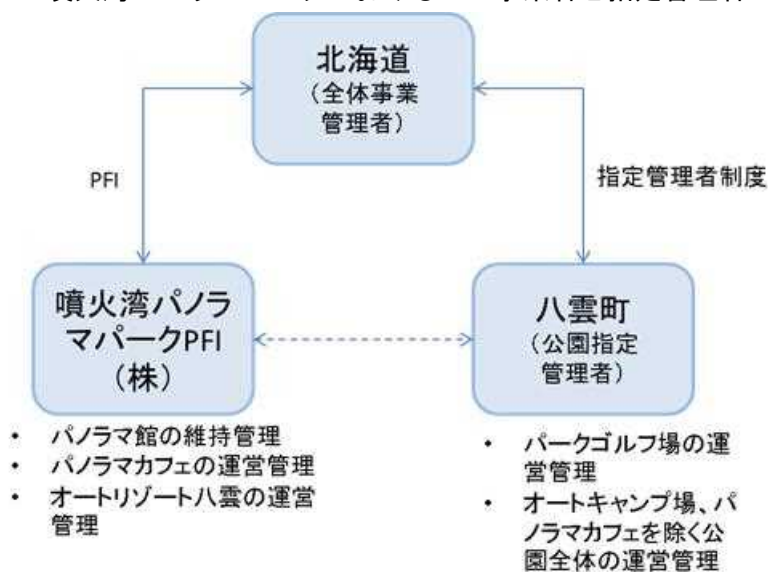 北海道
（全体事業
管理者）
PFI
指定管理者制度
噴火湾パノラ
マパークPFI
（株）
八雲町
（公園指定
管理者）
・ パノラマ館の維持管理
・ パノラマカフェの運営管理
・ オートリゾート八雲の運営
管理
・ パークゴルフ場の運
営管理
・ オートキャンプ場、パ
ノラマカフェを除く公
園全体の運営管理